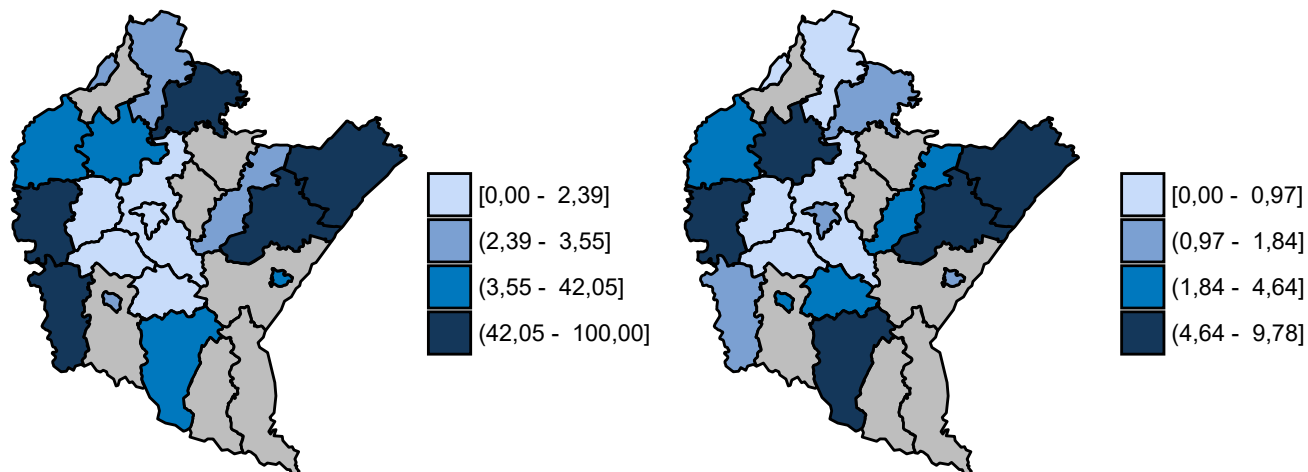 [0,00 - 2,39]
(2,39 - 3,55]
(3,55 - 42,05]
(42,05 - 100,00]
[0,00 - 0,97]
(0,97 - 1,84]
(1,84 - 4,64]
(4,64 - 9,78]